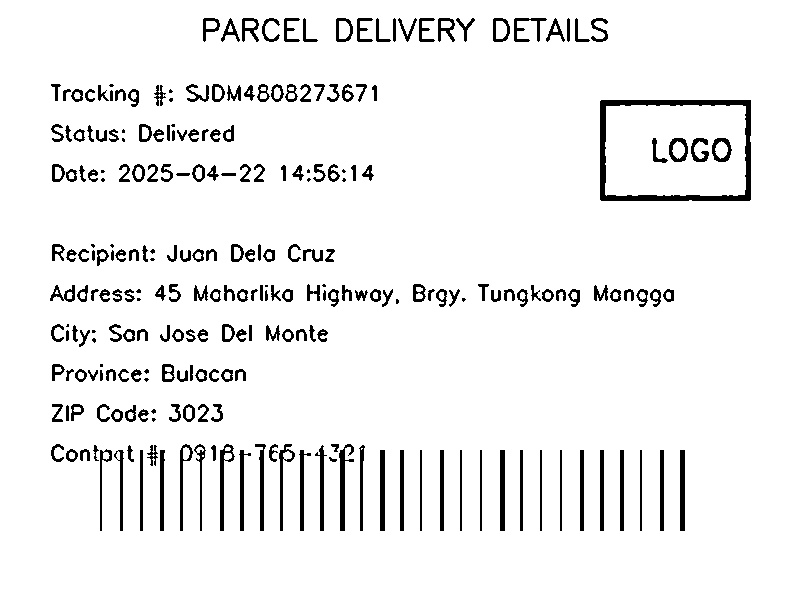 PARCEL DELIVERY DETAILS
Tracking #: SJDM4808273671
Status: Delivered
Date: 2025-04-22 14:56:14
LOGO
Recipient: Juan Dela Cruz
Address: 45 Maharlika Highway, Brgy. Tungkong Mangga
City: San Jose Del Monte
Province: Bulacan
ZIP Code: 3023
Contact #: 0918-765-4321